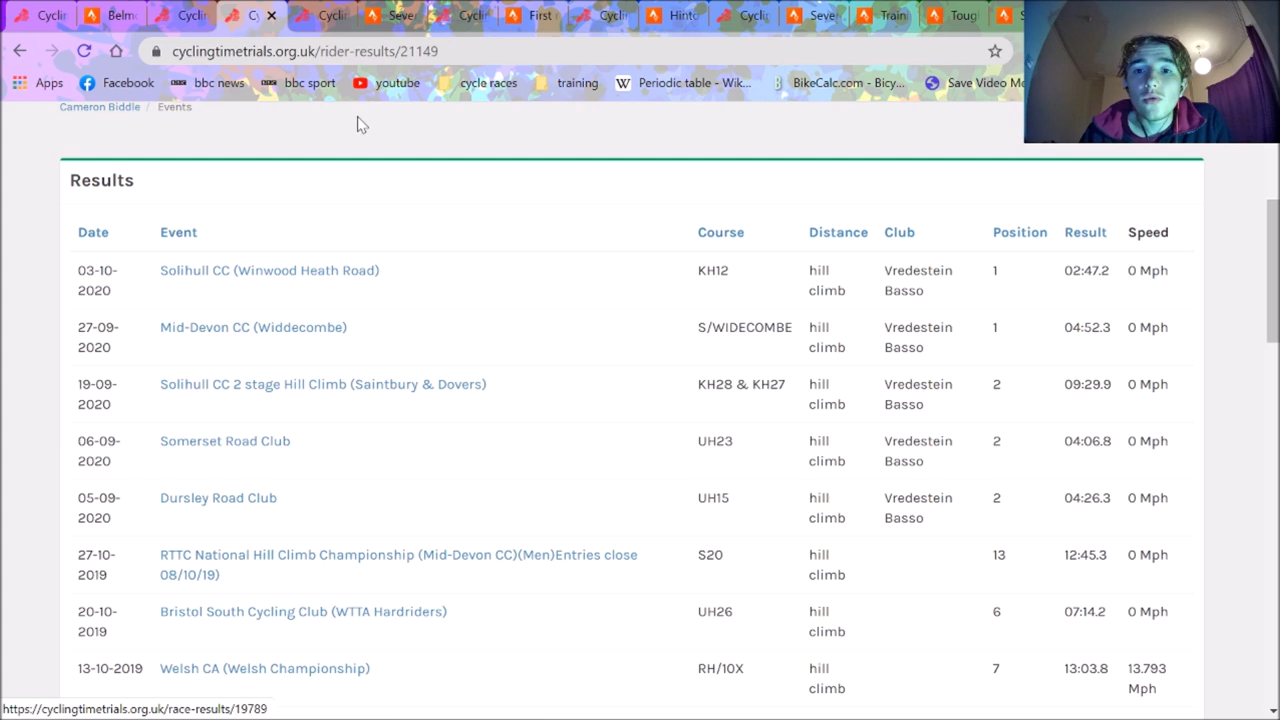 Cyclin Belm Cyclin Cy Cyclin Seve Cyclin First Cyclin Hinto Cyclin Seve Train Toug S
cyclingtimetrials.org.uk/rider-results/21149
Apps Facebook bbc news bbc sport youtube cycle races training Periodic table - Wik... BikeCalc.com - Bicy... Save Video Me
Cameron Biddle / Events
Results
Date Event Course Distance Club Position Result Speed
03-10- Solihull CC (Winwood Heath Road) KH12 hill Vredestein 1 02:47.2 0 Mph
2020 climb Basso
27-09- Mid-Devon CC (Widdecombe) S/WIDECOMBE hill Vredestein 1 04:52.3 0 Mph
2020 climb Basso
19-09- Solihull CC 2 stage Hill Climb (Saintbury & Dovers) KH28 & KH27 hill Vredestein 2 09:29.9 0 Mph
2020 climb Basso
06-09- Somerset Road Club UH23 hill Vredestein 2 04:06.8 0 Mph
2020 climb Basso
05-09- Dursley Road Club UH15 hill Vredestein 2 04:26.3 0 Mph
2020 climb Basso
27-10- RTTC National Hill Climb Championship (Mid-Devon CC)(Men)Entries close S20 hill 13 12:45.3 0 Mph
2019 08/10/19) climb
20-10- Bristol South Cycling Club (WTTA Hardriders) UH26 hill 6 07:14.2 0 Mph
2019 climb
13-10-2019 Welsh CA (Welsh Championship) RH/10X hill 7 13:03.8 13.793
climb Mph
https://cyclingtimetrials.org.uk/race-results/19789